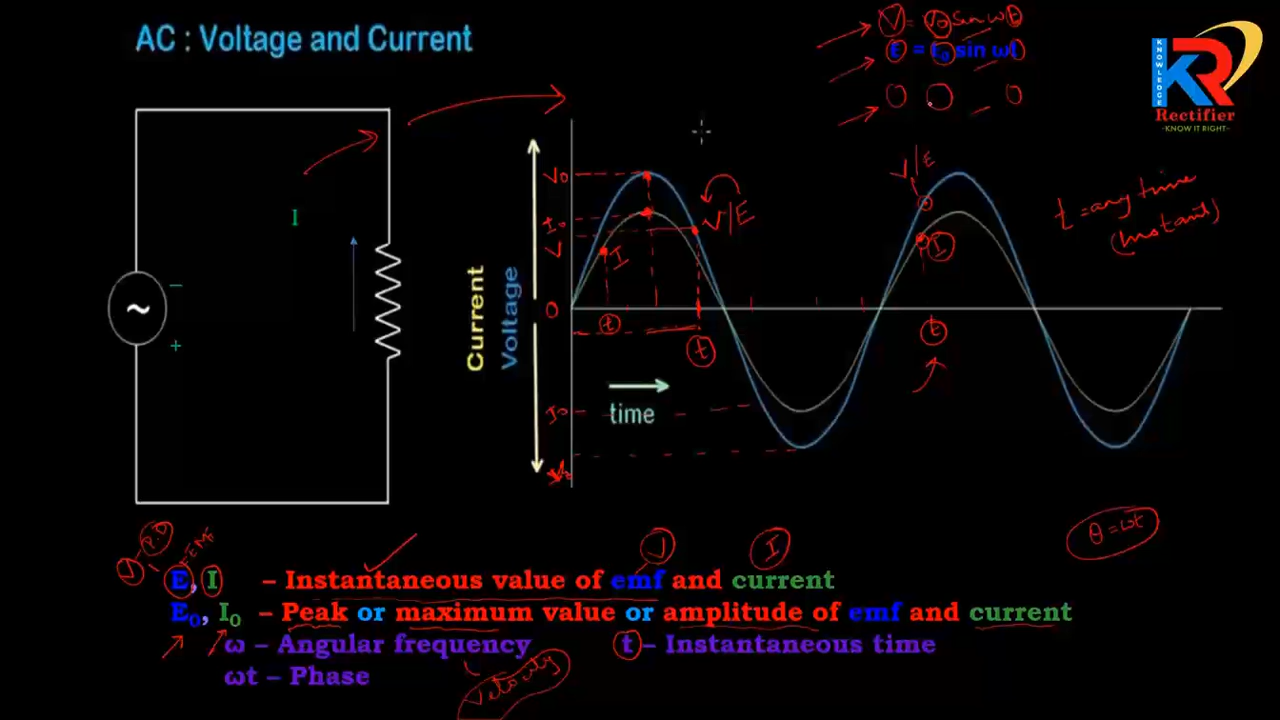 AC : Voltage and Current
V = V₀ sin ωt
= sin ωt
KNOWLEDGE
KR
Rectifier
-KNOW IT RIGHT-
I
~
−
+
Current
Voltage
V₀
I₀
V
O
I₀
V₀
I
V/E
t
t
time
V/E
I
t
t = any time
(Instant)
θ = ωt
V
P.D
EMF
V
I
E, I – Instantaneous value of emf and current
E₀, I₀ – Peak or maximum value or amplitude of emf and current
ω – Angular frequency t – Instantaneous time
velocity
ωt – Phase